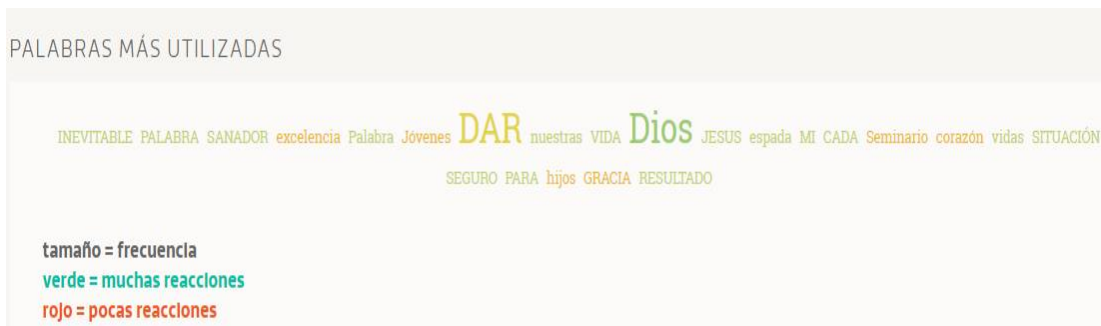 PALABRAS MÁS UTILIZADAS
INEVITABLE PALABRA SANADOR excelencia Palabra Jóvenes DAR nuestras VIDA Dios JESUS espada MI CADA Seminario corazón vidas SITUACIÓN
SEGURO PARA hijos GRACIA RESULTADO
tamaño = frecuencia
verde = muchas reacciones
rojo = pocas reacciones